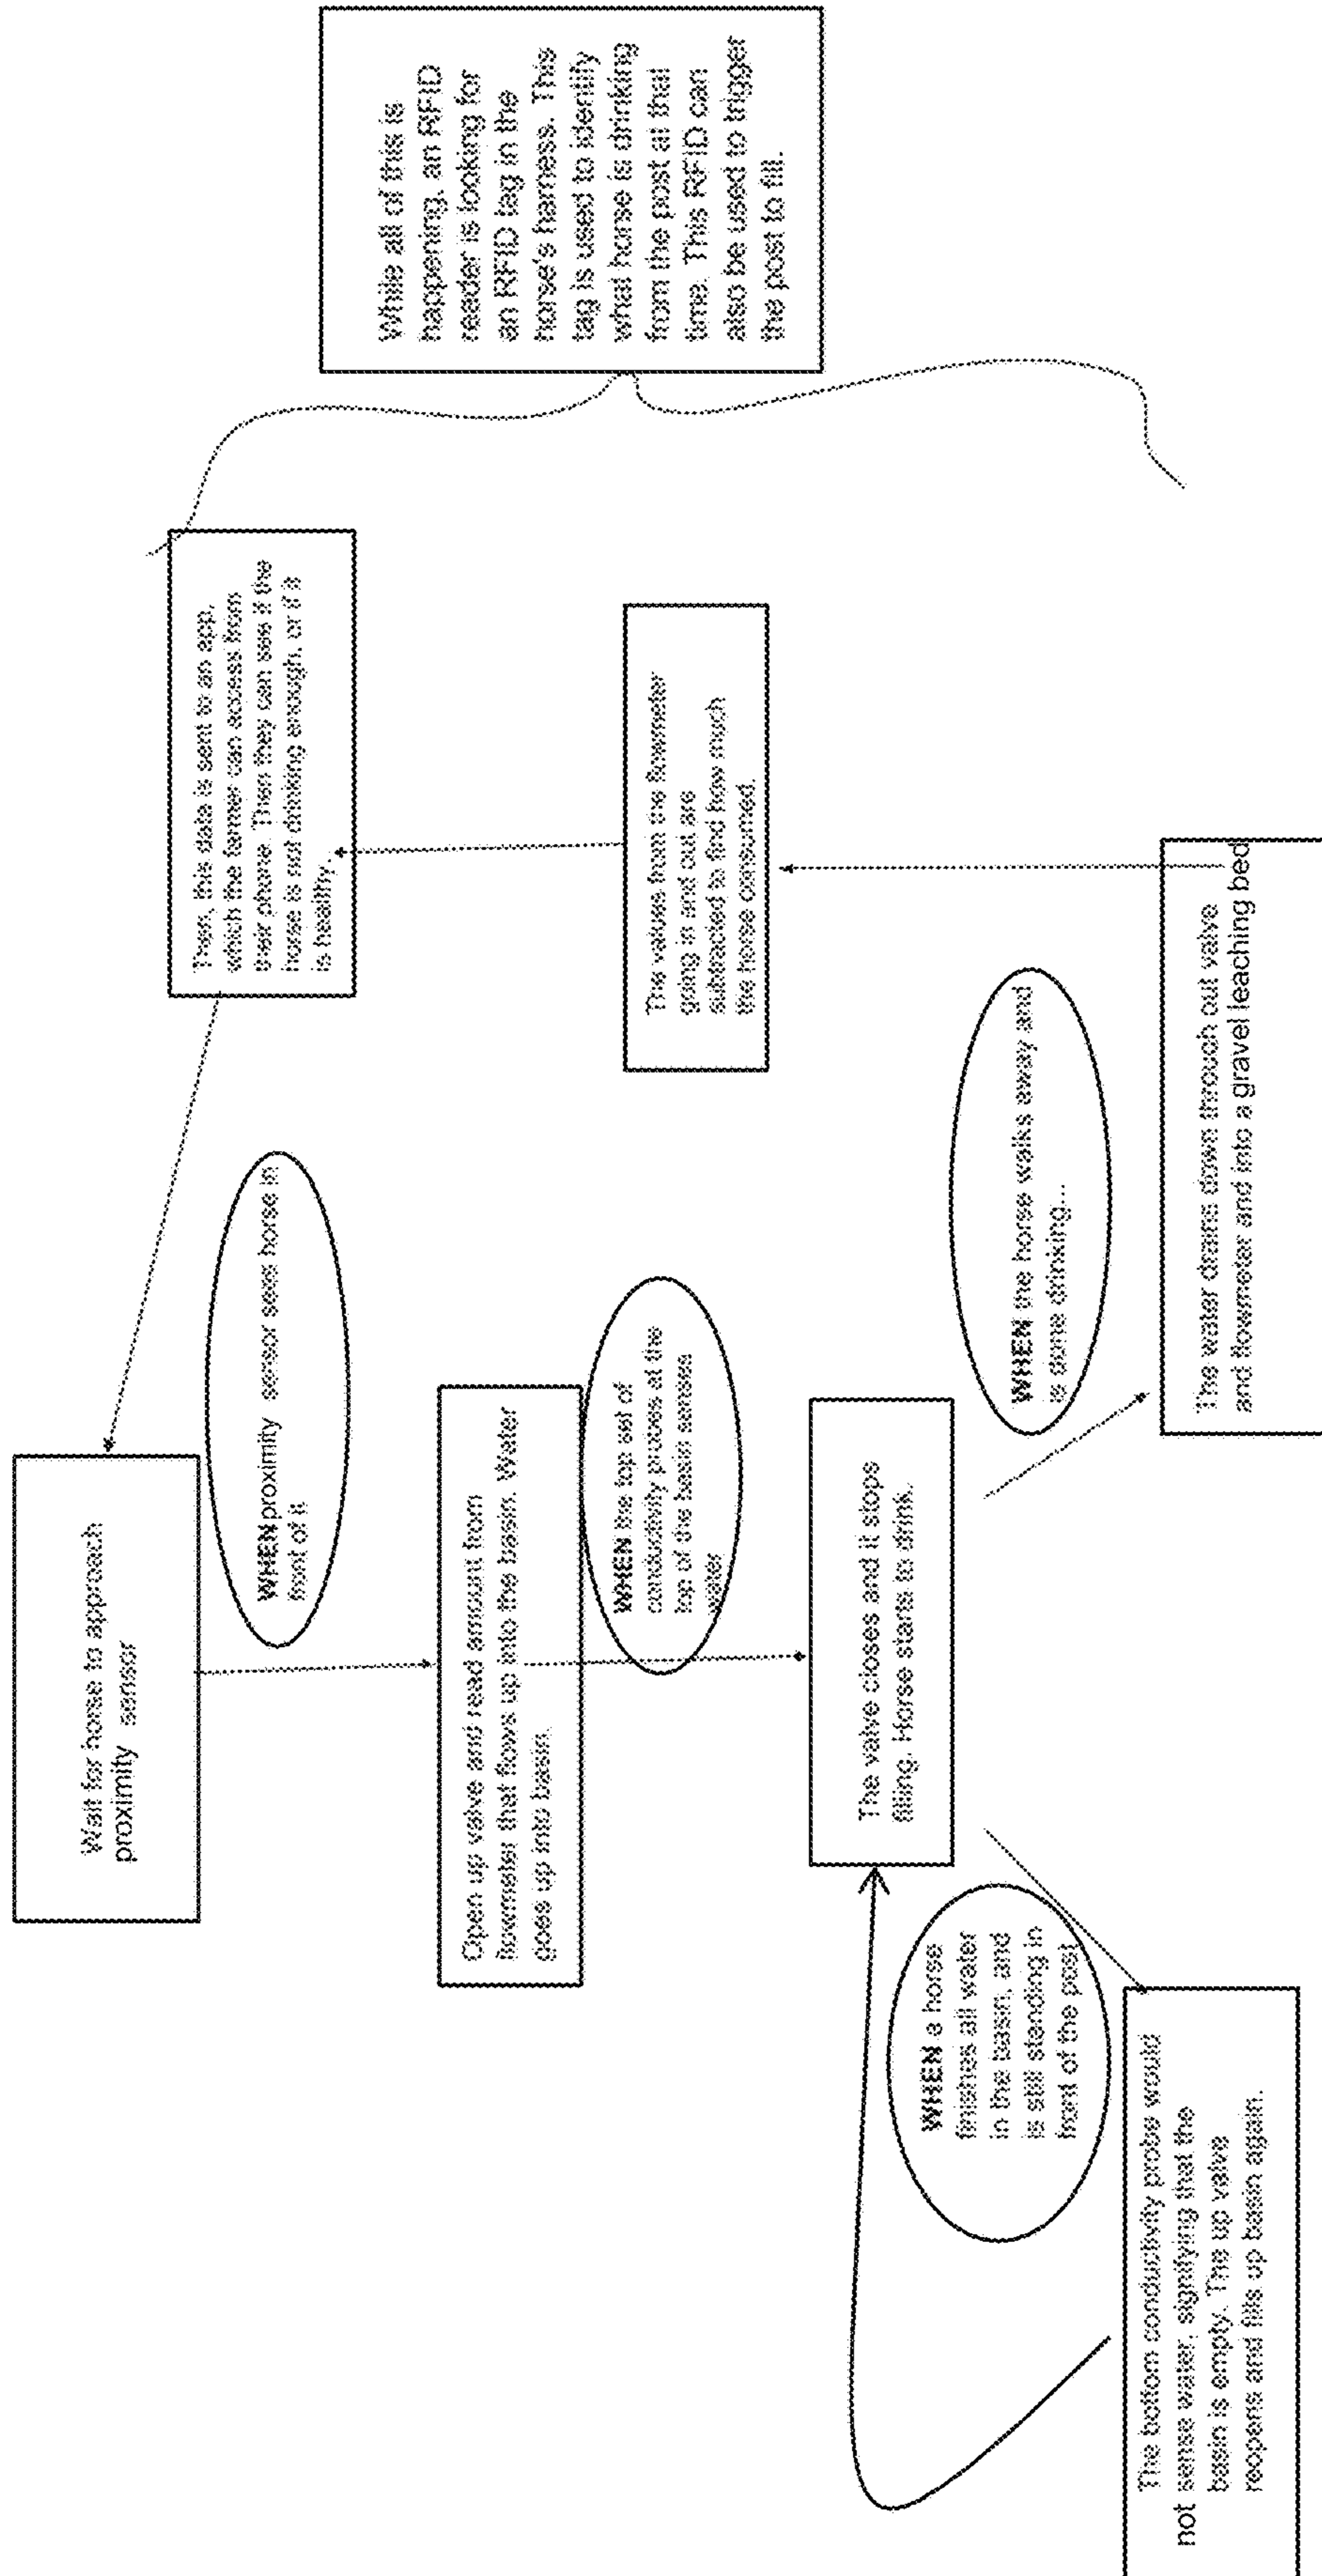 Wait for horse to approach
proximity sensor
WHEN proximity sensor sees horse in
front of it
Open up valve and read amount from
flowmeter that flows up into the basin. Water
goes up into basin.
WHEN the top set of
conductivity probes at the
top of the basin senses
water
The valve closes and it stops
filling. Horse starts to drink.
WHEN a horse
finishes all water
in the basin, and
is still standing in
front of the post
The bottom conductivity probe would
not sense water, signifying that the
basin is empty. The up valve
reopens and fills up basin again.
WHEN the horse walks away and
is done drinking...
The water drains down through out valve
and flowmeter and into a gravel leaching bed
The values from the flowmeter
going in and out are
subtracted to find how much
the horse consumed.
Then, this data is sent to an app,
which the farmer can access from
their phone. Then they can see if the
horse is not drinking enough, or if it
is healthy.
While all of this is
happening, an RFID
reader is looking for
an RFID tag in the
horse's harness. This
tag is used to identify
what horse is drinking
from the post at that
time. This RFID can
also be used to trigger
the post to fill.